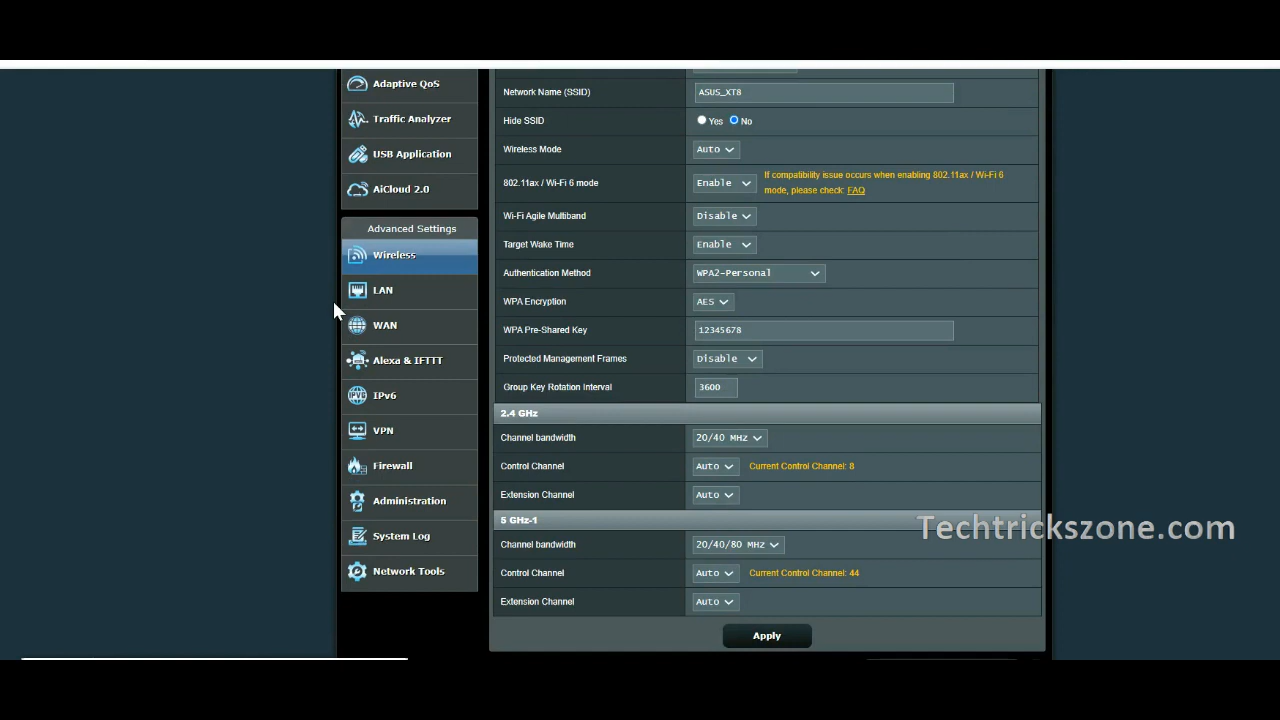 Adaptive QoS
Traffic Analyzer
USB Application
AiCloud 2.0
Advanced Settings
Wireless
LAN
WAN
Alexa & IFTTT
IPv6
VPN
Firewall
Administration
System Log
Network Tools
Network Name (SSID) ASUS_XT8
Hide SSID Yes No
Wireless Mode Auto
802.11ax / Wi-Fi 6 mode Enable If compatibility issue occurs when enabling 802.11ax / Wi-Fi 6
mode, please check: FAQ
Wi-Fi Agile Multiband Disable
Target Wake Time Enable
Authentication Method WPA2-Personal
WPA Encryption AES
WPA Pre-Shared Key 12345678
Protected Management Frames Disable
Group Key Rotation Interval 3600
2.4 GHz
Channel bandwidth 20/40 MHz
Control Channel Auto Current Control Channel: 8
Extension Channel Auto
5 GHz-1
Channel bandwidth 20/40/80 MHz
Control Channel Auto Current Control Channel: 44
Extension Channel Auto
Apply
Techtrickszone.com